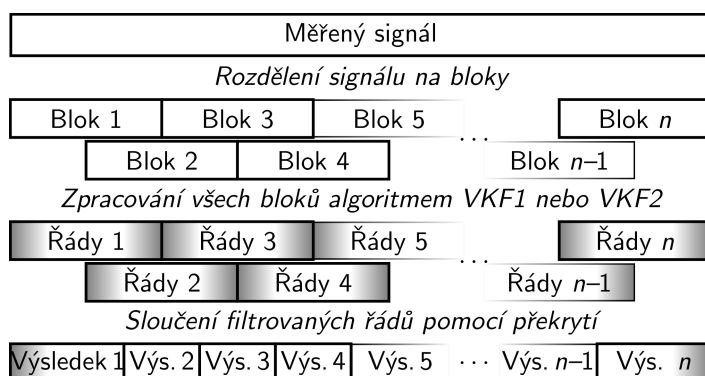 Měřený signál
Rozdělení signálu na bloky
Blok 1 Blok 3 Blok 5 ... Blok n
Blok 2 Blok 4 Blok n–1
Zpracování všech bloků algoritmem VKF1 nebo VKF2
Řády 1 Řády 3 Řády 5 ... Řády n
Řády 2 Řády 4 Řády n–1
Sloučení filtrovaných řádů pomocí překrytí
Výsledek 1 Výs. 2 Výs. 3 Výs. 4 Výs. 5 ... Výs. n–1 Výs. n